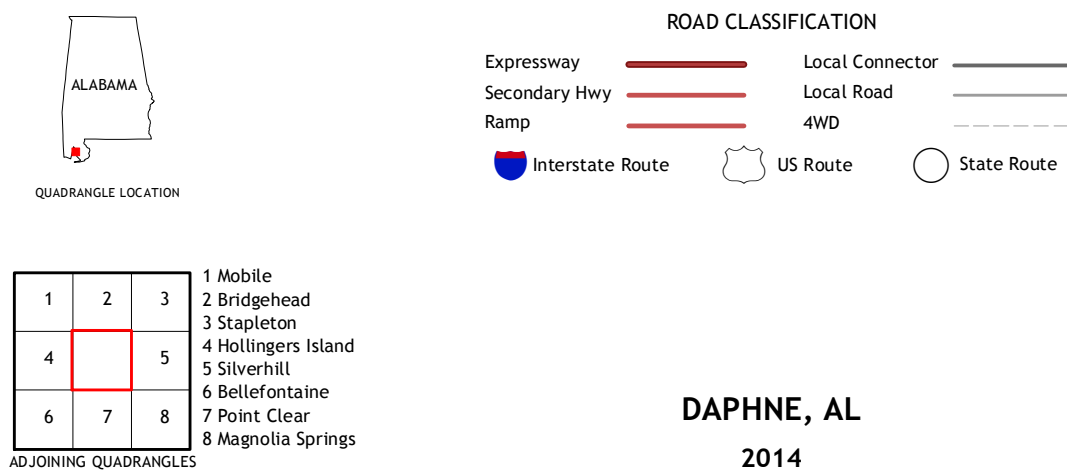 ALABAMA
QUADRANGLE LOCATION
ROAD CLASSIFICATION
Expressway
Secondary Hwy
Ramp
Local Connector
Local Road
4WD
Interstate Route
US Route
State Route
1 2 3
4 5
6 7 8
1 Mobile
2 Bridgehead
3 Stapleton
4 Hollingers Island
5 Silverhill
6 Bellefontaine
7 Point Clear
8 Magnolia Springs
ADJOINING QUADRANGLES
DAPHNE, AL
2014